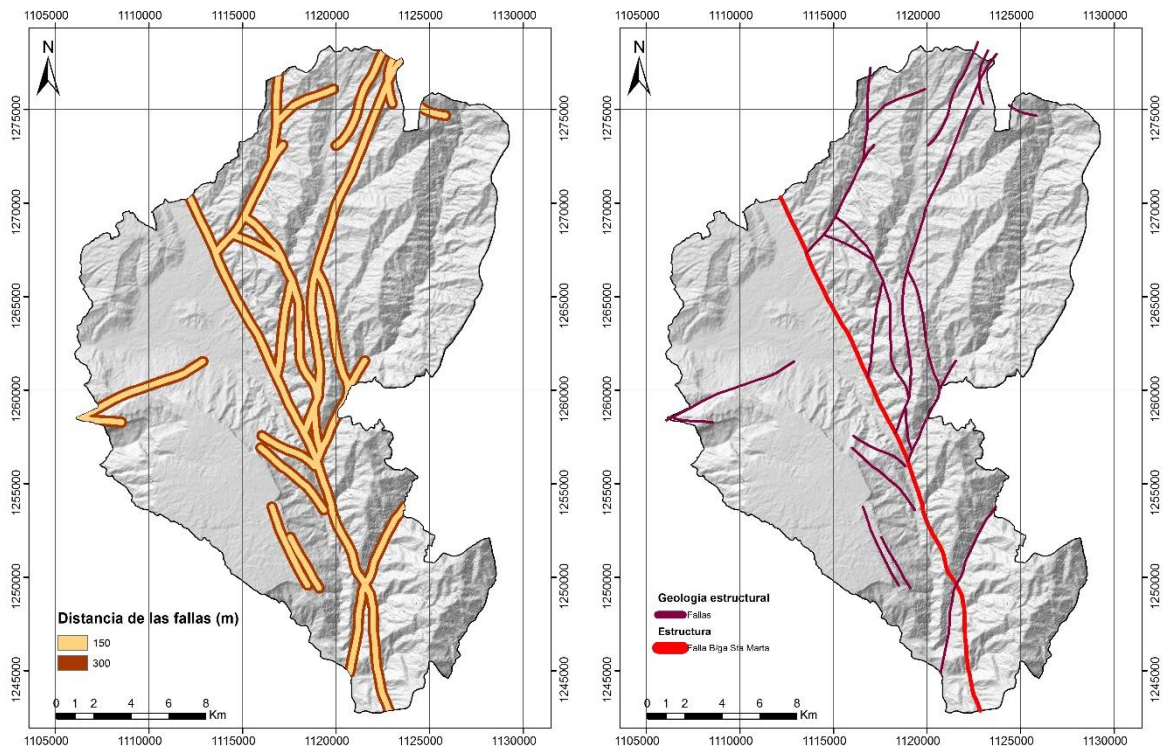 1105000 1110000 1115000 1120000 1125000 1130000
N
1275000 1275000
1270000 1270000
1265000 1265000
1260000 1260000
1255000 1255000
1250000 1250000
1245000 1245000
Distancia de las fallas (m)
150
300
0 1 2 4 6 8
Km
1105000 1110000 1115000 1120000 1125000 1130000
1105000 1110000 1115000 1120000 1125000 1130000
N
1275000 1275000
1270000 1270000
1265000 1265000
1260000 1260000
1255000 1255000
1250000 1250000
1245000 1245000
Geología estructural
Fallas
Estructura
Falla B/ga Sta Marta
0 1 2 4 6 8
Km
1105000 1110000 1115000 1120000 1125000 1130000